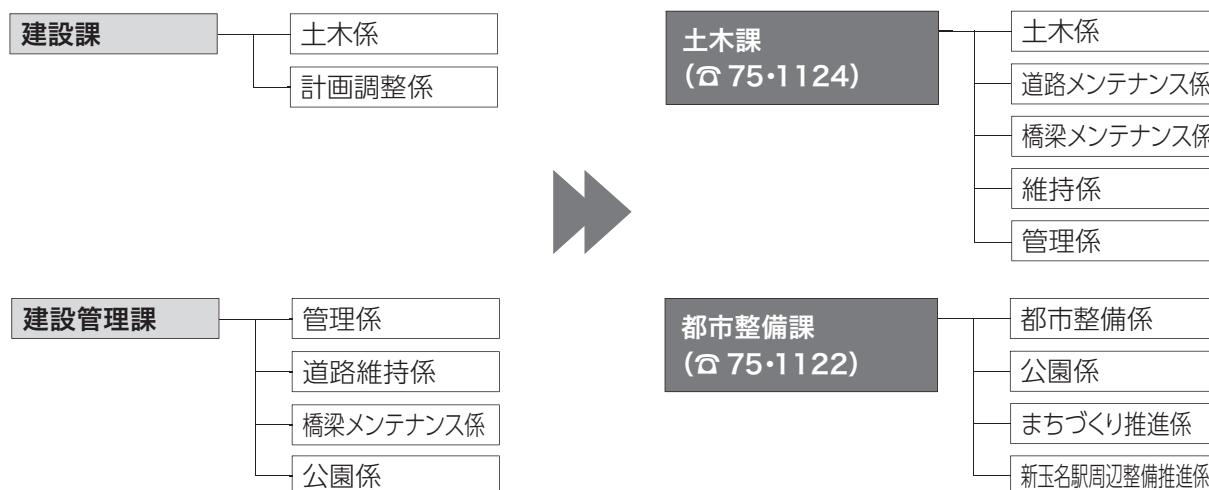 建設課
土木係
計画調整係
建設管理課
管理係
道路維持係
橋梁メンテナンス係
公園係
土木課
(☎75・1124)
土木係
道路メンテナンス係
橋梁メンテナンス係
維持係
管理係
都市整備課
(☎75・1122)
都市整備係
公園係
まちづくり推進係
新玉名駅周辺整備推進係